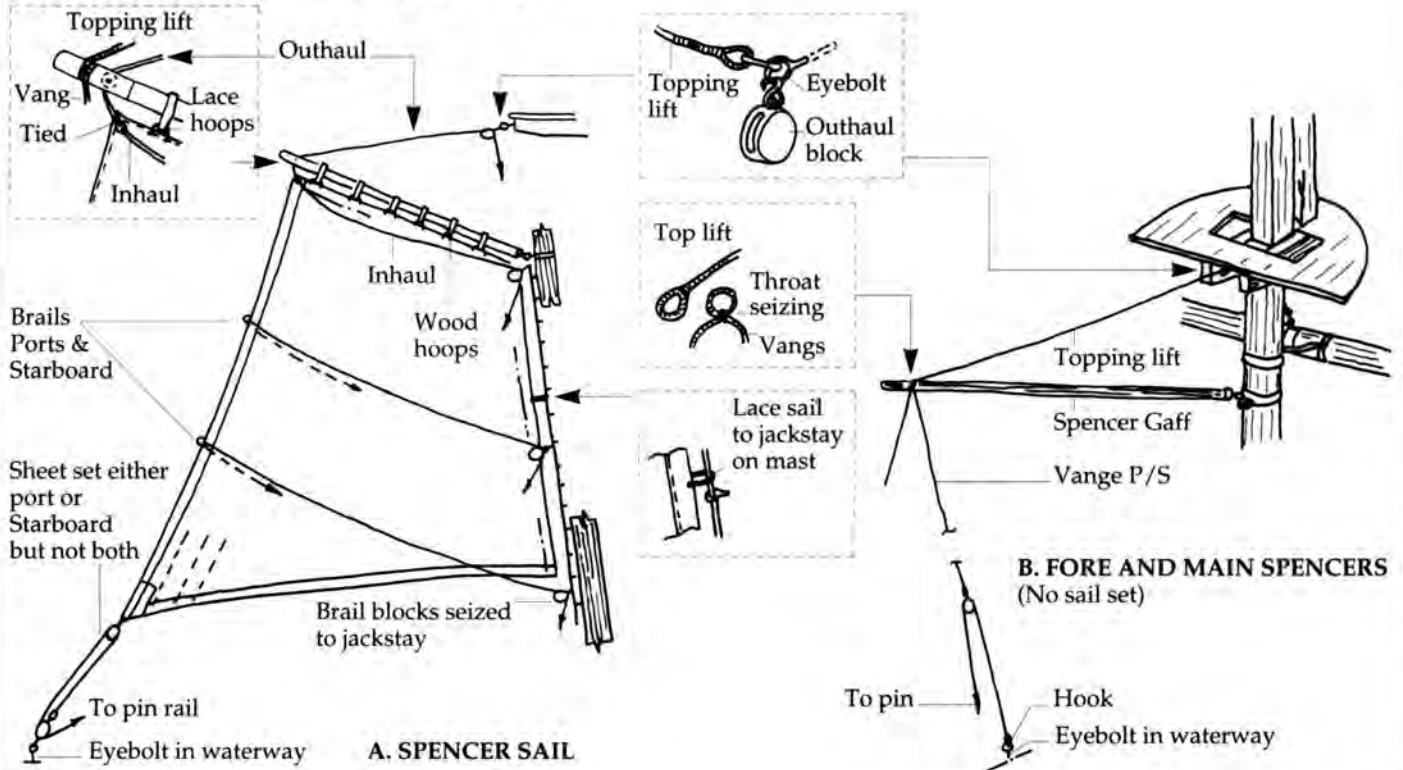 Topping lift
Vang
Tied
Lace
hoops
Inhaul
Outhaul
Inhaul
Wood
hoops
Brails
Ports &
Starboard
Sheet set either
port or
Starboard
but not both
To pin rail
Eyebolt in waterway
Brail blocks seized
to jackstay
A. SPENCER SAIL
Topping
lift
Eyebolt
Outhaul
block
Top lift
Throat
seizing
Vangs
Lace sail
to jackstay
on mast
Topping lift
Spencer Gaff
Vange P/S
B. FORE AND MAIN SPENCERS
(No sail set)
To pin
Hook
Eyebolt in waterway